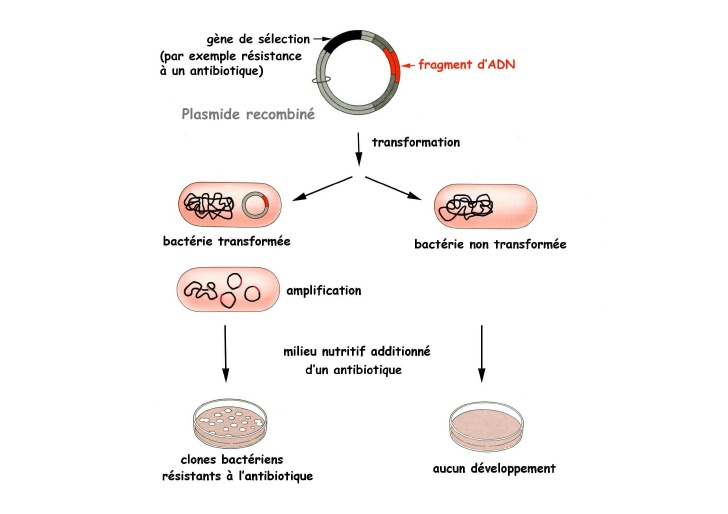 gène de sélection
(par exemple résistance
à un antibiotique)
fragment d'ADN
Plasmide recombiné
transformation
bactérie transformée
bactérie non transformée
amplification
milieu nutritif additionné
d'un antibiotique
clones bactériens
résistants à l'antibiotique
aucun développement